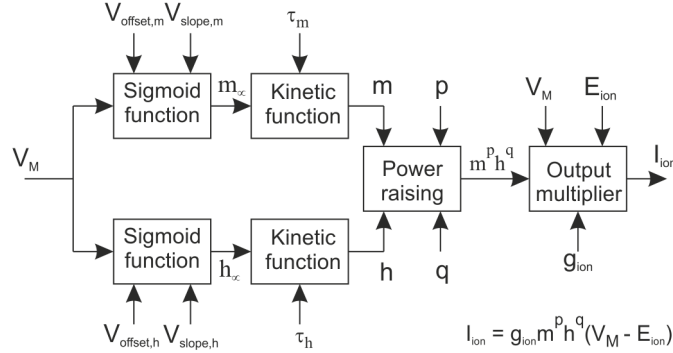 V_offset,m V_slope,m τ_m
Sigmoid function
m_∞
Kinetic function
m
p
V_M
E_ion
V_M
Power raising
m^p h^q
Output multiplier
I_ion
Sigmoid function
h_∞
Kinetic function
h
q
g_ion
V_offset,h V_slope,h τ_h
I_ion = g_ion m^p h^q (V_M - E_ion)